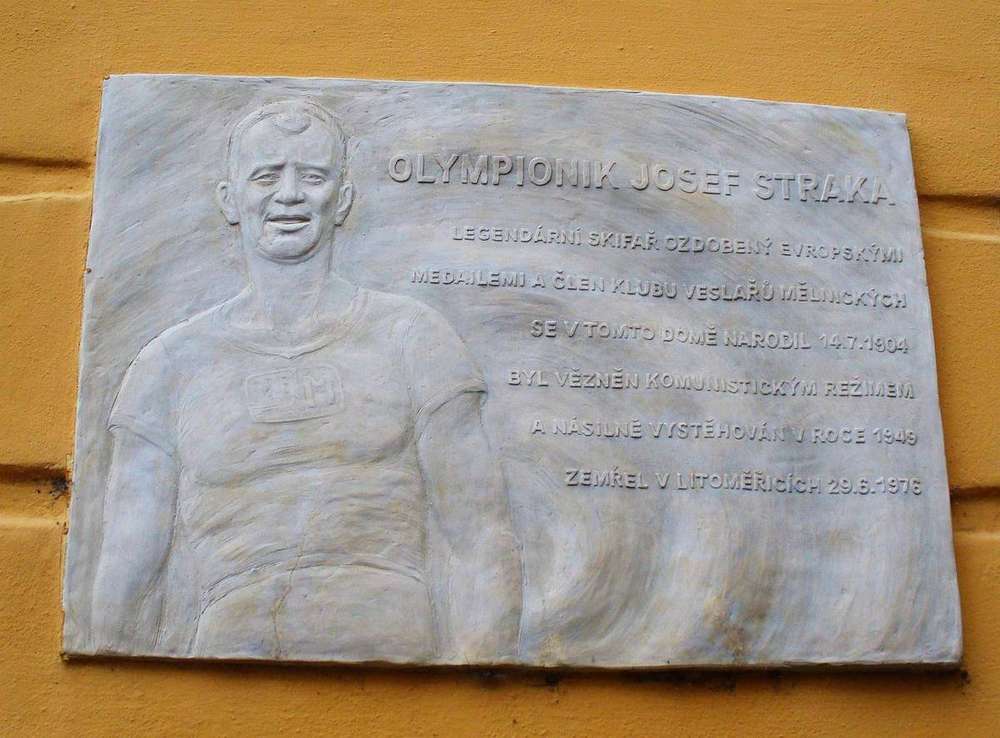 OLYMPIONIK JOSEF STRAKA
LEGENDÁRNÍ SKIFAŘ OZDOBENÝ EVROPSKÝMI
MEDAILEMI A ČLEN KLUBU VESLAŘŮ MĚLNICKÝCH
SE V TOMTO DOMĚ NARODIL 14.7.1904
BYL VĚZNĚN KOMUNISTICKÝM REŽIMEM
A NÁSILNĚ VYSTĚHOVÁN V ROCE 1949
ZEMŘEL V LITOMĚŘICÍCH 29.6.1976